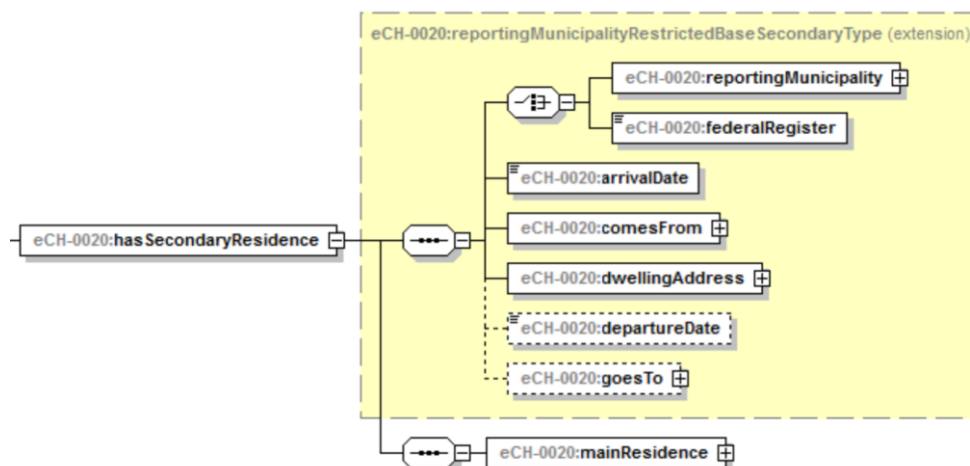 eCH-0020:reportingMunicipalityRestrictedBaseSecondaryType (extension)
eCH-0020:reportingMunicipality
eCH-0020:federalRegister
eCH-0020:arrivalDate
eCH-0020:hasSecondaryResidence
eCH-0020:comesFrom
eCH-0020:dwellingAddress
eCH-0020:departureDate
eCH-0020:goesTo
eCH-0020:mainResidence